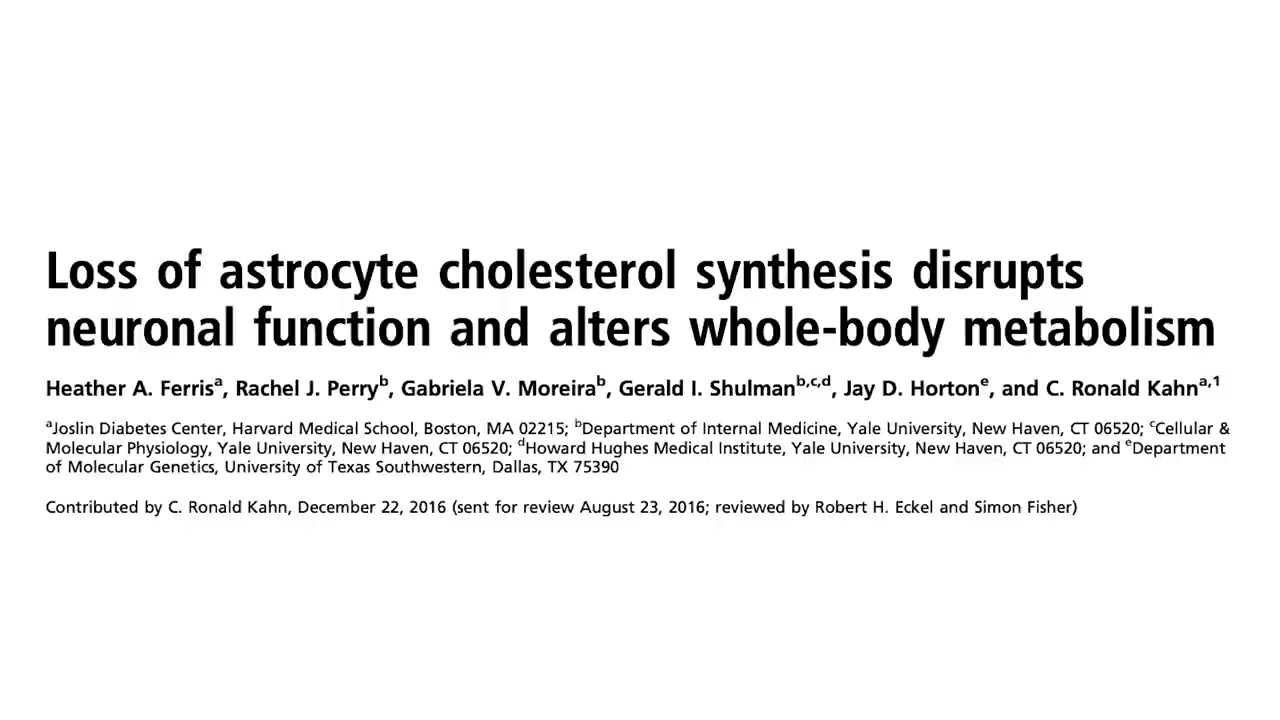 Loss of astrocyte cholesterol synthesis disrupts
neuronal function and alters whole-body metabolism
Heather A. Ferrisa, Rachel J. Perryb, Gabriela V. Moreirab, Gerald I. Shulmanb,c,d, Jay D. Hortone, and C. Ronald Kahna,1
aJoslin Diabetes Center, Harvard Medical School, Boston, MA 02215; bDepartment of Internal Medicine, Yale University, New Haven, CT 06520; cCellular &
Molecular Physiology, Yale University, New Haven, CT 06520; dHoward Hughes Medical Institute, Yale University, New Haven, CT 06520; and eDepartment
of Molecular Genetics, University of Texas Southwestern, Dallas, TX 75390
Contributed by C. Ronald Kahn, December 22, 2016 (sent for review August 23, 2016; reviewed by Robert H. Eckel and Simon Fisher)